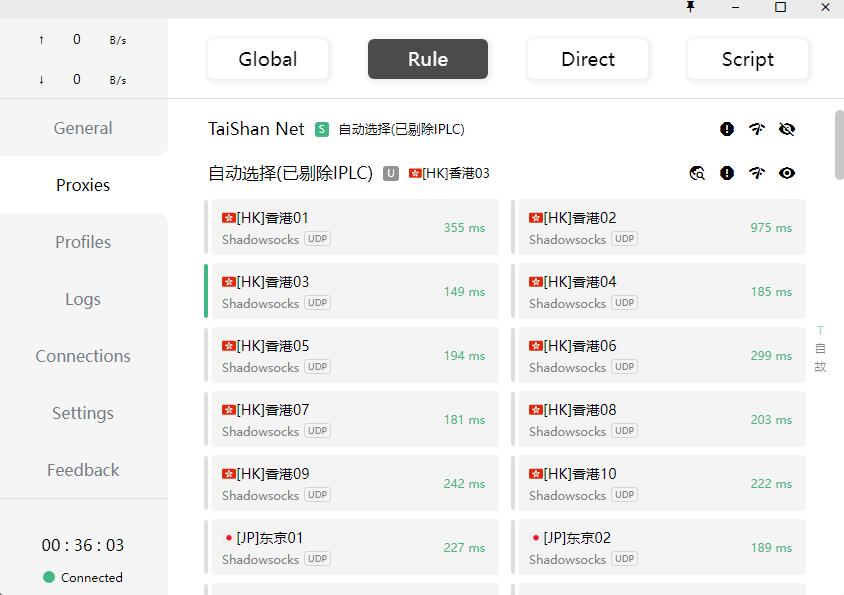 ↑ 0 B/s
↓ 0 B/s
General
Proxies
Profiles
Logs
Connections
Settings
Feedback
00 : 36 : 03
Connected
Global Rule Direct Script
TaiShan Net S 自动选择(已剔除IPLC)
自动选择(已剔除IPLC) U [HK]香港03
[HK]香港01
Shadowsocks UDP 355 ms
[HK]香港02
Shadowsocks UDP 975 ms
[HK]香港03
Shadowsocks UDP 149 ms
[HK]香港04
Shadowsocks UDP 185 ms
[HK]香港05
Shadowsocks UDP 194 ms
[HK]香港06
Shadowsocks UDP 299 ms
[HK]香港07
Shadowsocks UDP 181 ms
[HK]香港08
Shadowsocks UDP 203 ms
[HK]香港09
Shadowsocks UDP 242 ms
[HK]香港10
Shadowsocks UDP 222 ms
[JP]东京01
Shadowsocks UDP 227 ms
[JP]东京02
Shadowsocks UDP 189 ms
T
自
故